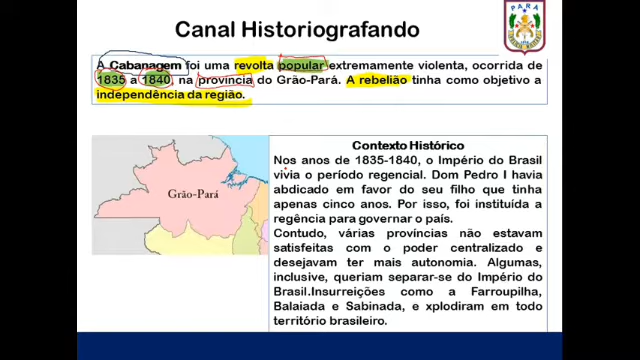 Canal Historiografando
PARÁ
A Cabanagem foi uma revolta popular extremamente violenta, ocorrida de
1835 a 1840 na província do Grão-Pará. A rebelião tinha como objetivo a
independência da região.
Grão-Pará
Contexto Histórico
Nos anos de 1835-1840, o Império do Brasil
vivia o período regencial. Dom Pedro I havia
abdicado em favor do seu filho que tinha
apenas cinco anos. Por isso, foi instituída a
regência para governar o país.
Contudo, várias províncias não estavam
satisfeitas com o poder centralizado e
desejavam ter mais autonomia. Algumas,
inclusive, queriam separar-se do Império do
Brasil.Insurreições como a Farroupilha,
Balaiada e Sabinada, e xplodiram em todo
território brasileiro.